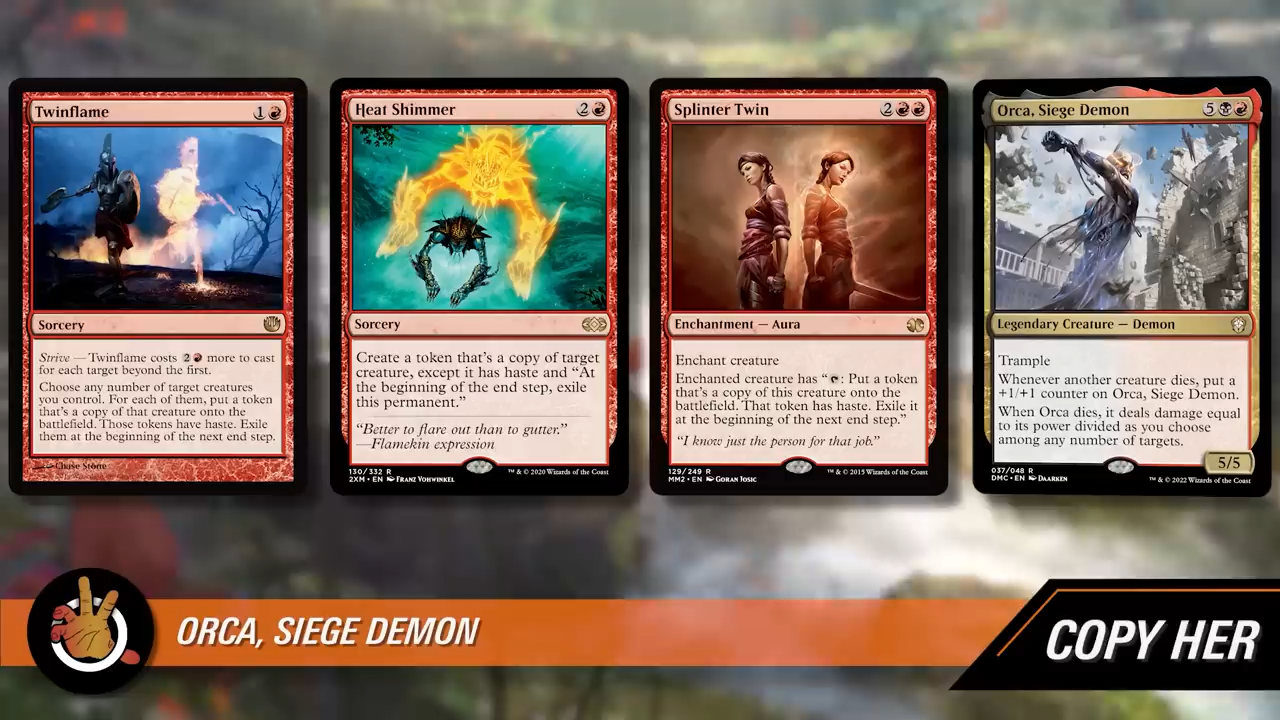 Twinflame
1
Sorcery
Strive — Twinflame costs 2 more to cast
for each target beyond the first.
Choose any number of target creatures
you control. For each of them, put a token
that's a copy of that creature onto the
battlefield. Those tokens have haste. Exile
them at the beginning of the next end step.
Chase Stone
Heat Shimmer
2
Sorcery
Create a token that's a copy of target
creature, except it has haste and “At
the beginning of the end step, exile
this permanent.”
“Better to flare out than to gutter.”
—Flamekin expression
130/332 R
2XM • EN Franz Vohwinkel
™ & © 2020 Wizards of the Coast
Splinter Twin
2
Enchantment — Aura
Enchant creature
Enchanted creature has “: Put a token
that's a copy of this creature onto the
battlefield. That token has haste. Exile it
at the beginning of the next end step.”
“I know just the person for that job.”
129/249 R
MM2 • EN Goran Josic
™ & © 2015 Wizards of the Coast
Orca, Siege Demon
5
Legendary Creature — Demon
Trample
Whenever another creature dies, put a
+1/+1 counter on Orca, Siege Demon.
When Orca dies, it deals damage equal
to its power divided as you choose
among any number of targets.
5/5
037/048 R
DMC • EN Daarken
™ & © 2022 Wizards of the Coast
ORCA, SIEGE DEMON
COPY HER